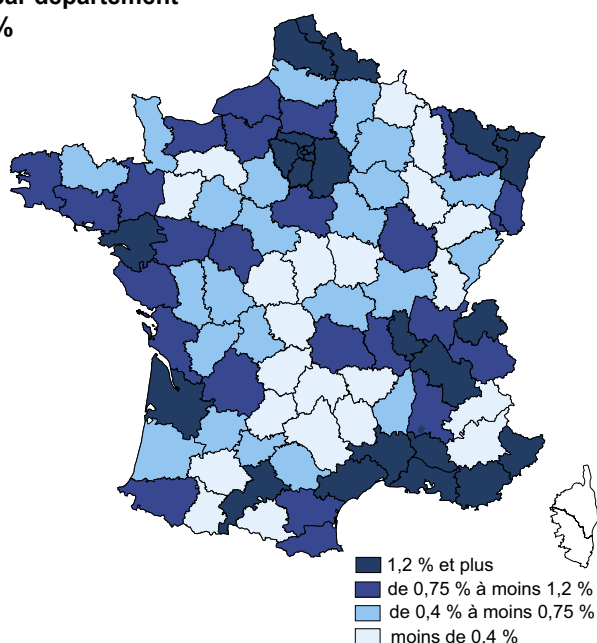 par département
%
1,2 % et plus
de 0,75 % à moins 1,2 %
de 0,4 % à moins 0,75 %
moins de 0,4 %